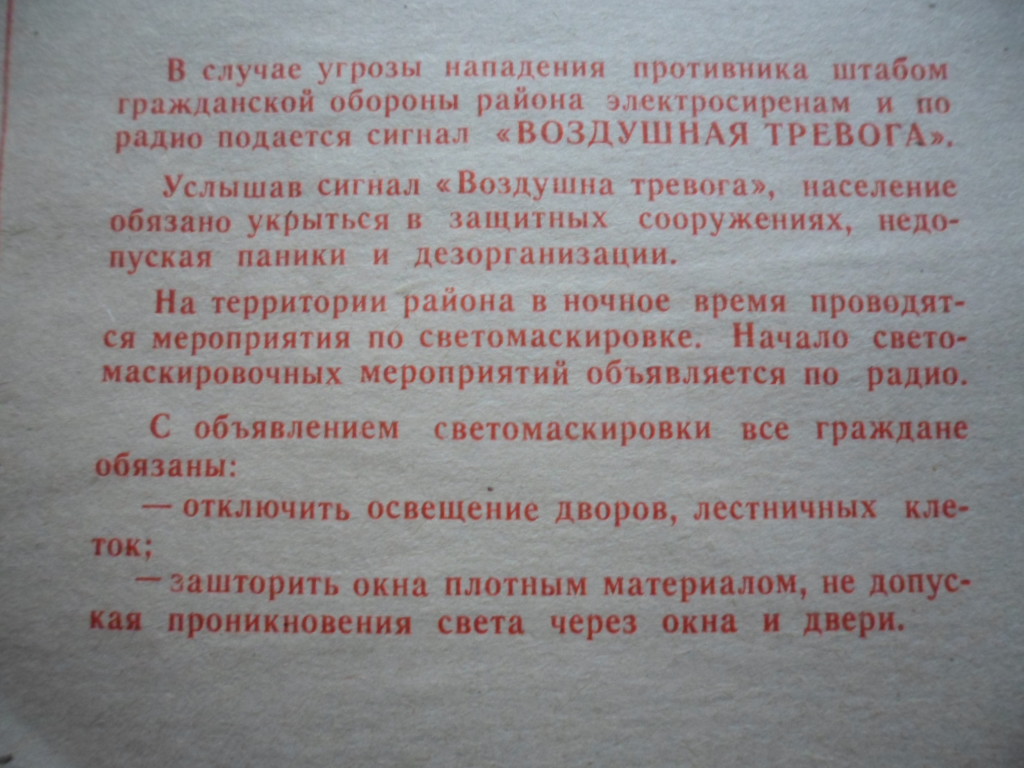 В случае угрозы нападения противника штабом
гражданской обороны района электросиренам и по
радио подается сигнал «ВОЗДУШНАЯ ТРЕВОГА».
Услышав сигнал «Воздушна тревога», население
обязано укрыться в защитных сооружениях, недо-
пуская паники и дезорганизации.
На территории района в ночное время проводят-
ся мероприятия по светомаскировке. Начало свето-
маскировочных мероприятий объявляется по радио.
С объявлением светомаскировки все граждане
обязаны:
— отключить освещение дворов, лестничных кле-
ток;
— зашторить окна плотным материалом, не допус-
кая проникновения света через окна и двери.